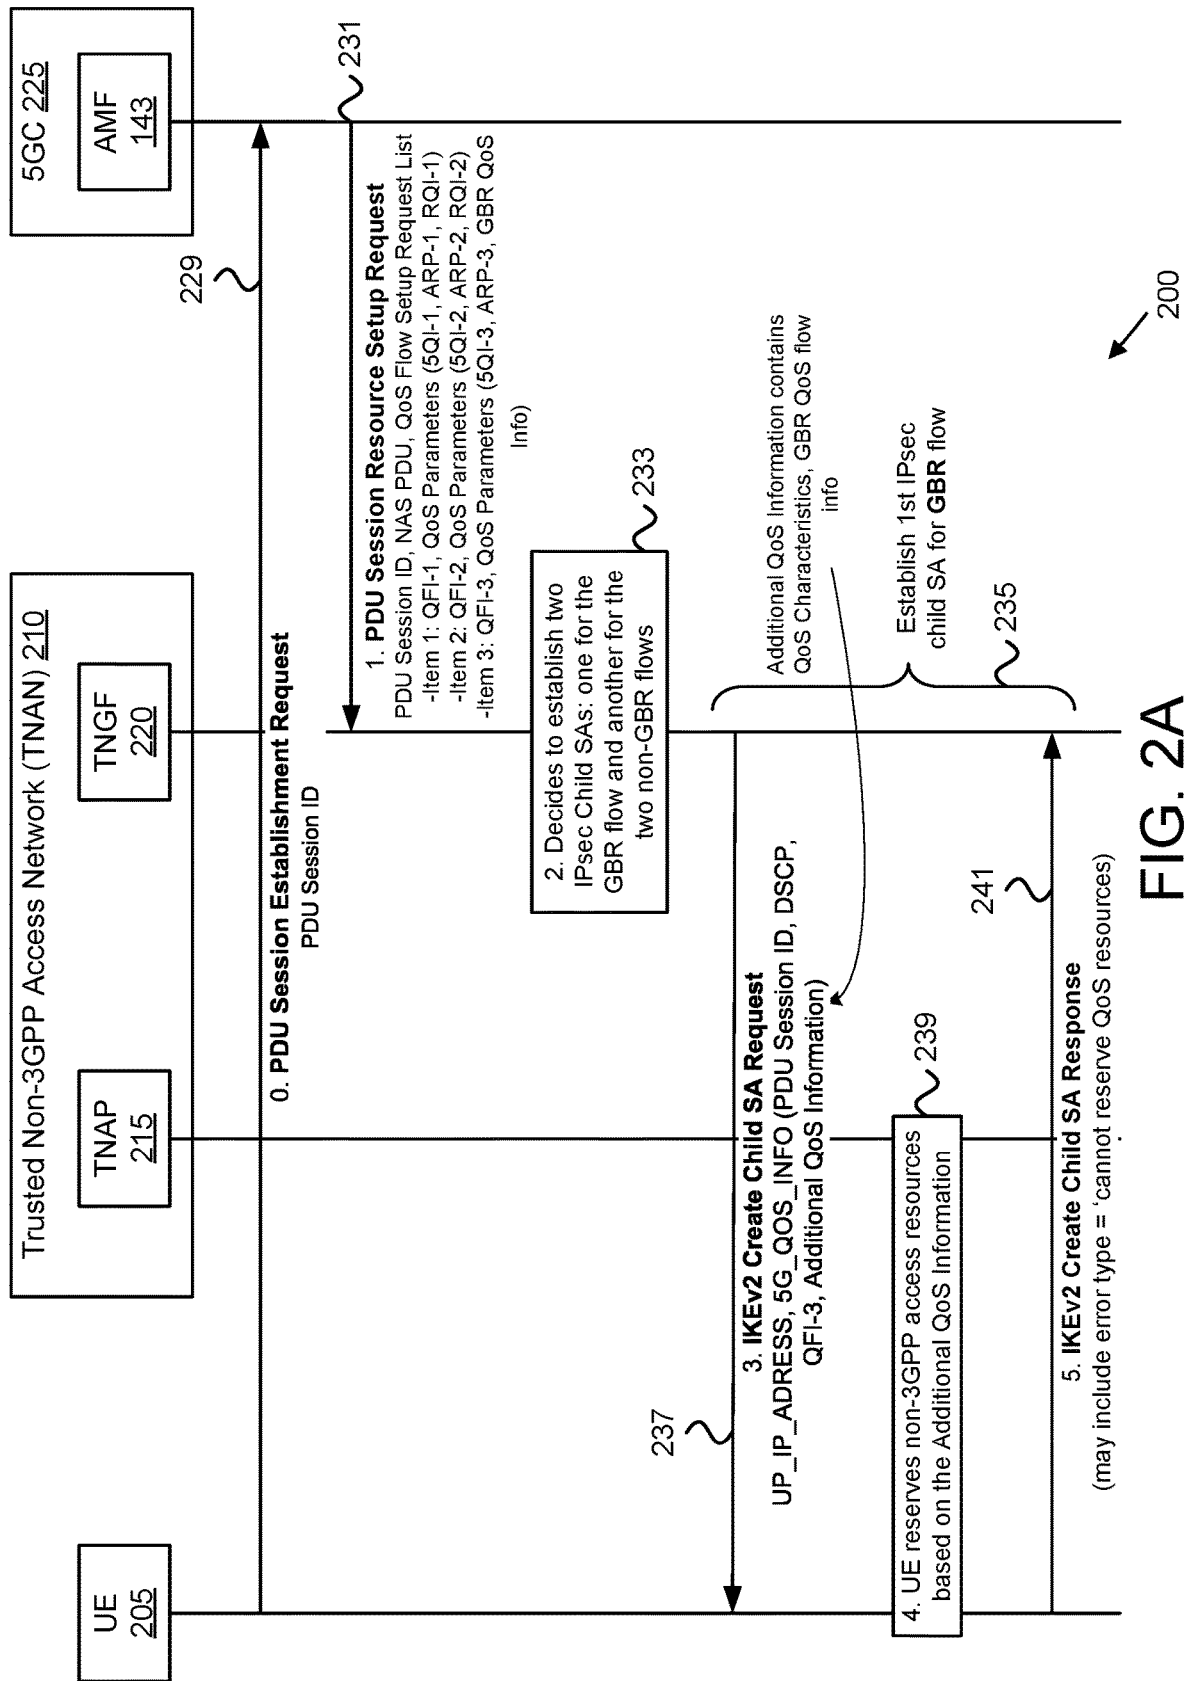 UE
205
Trusted Non-3GPP Access Network (TNAN) 210
TNAP
215
TNGF
220
5GC 225
AMF
143
229
0. PDU Session Establishment Request
PDU Session ID
231
1. PDU Session Resource Setup Request
PDU Session ID, NAS PDU, QoS Flow Setup Request List
-Item 1: QFI-1, QoS Parameters (5QI-1, ARP-1, RQI-1)
-Item 2: QFI-2, QoS Parameters (5QI-2, ARP-2, RQI-2)
-Item 3: QFI-3, QoS Parameters (5QI-3, ARP-3, GBR QoS
Info)
233
2. Decides to establish two
IPsec Child SAs: one for the
GBR flow and another for the
two non-GBR flows
237
3. IKEv2 Create Child SA Request
UP_IP_ADRESS, 5G_QOS_INFO (PDU Session ID, DSCP,
QFI-3, Additional QoS Information)
Additional QoS Information contains
QoS Characteristics, GBR QoS flow
info
Establish 1st IPsec
child SA for GBR flow
235
239
4. UE reserves non-3GPP access resources
based on the Additional QoS Information
241
5. IKEv2 Create Child SA Response
(may include error type = 'cannot reserve QoS resources)
200
FIG. 2A